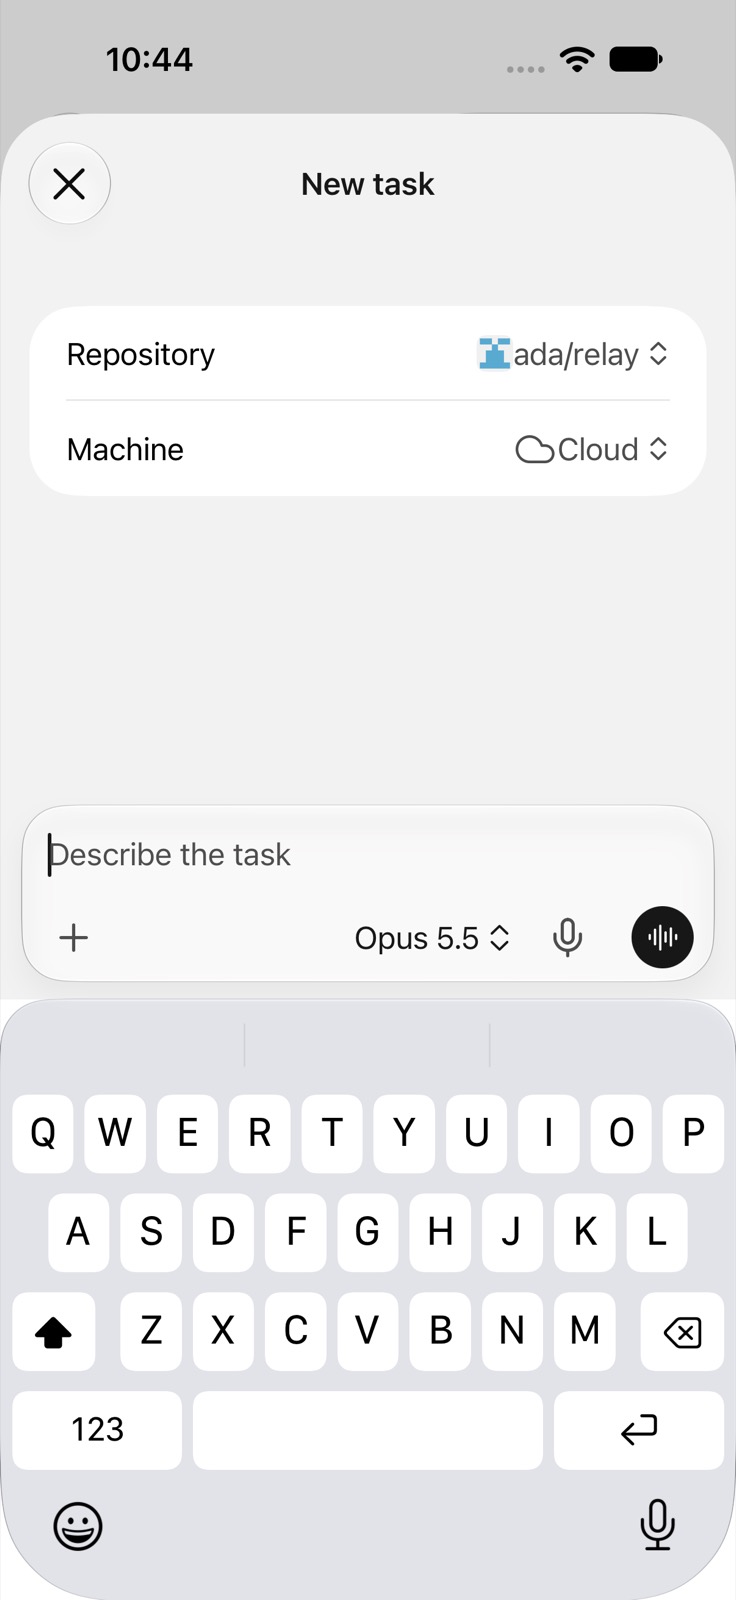 10:44
New task
Repository ada/relay
Machine Cloud
Describe the task
Opus 5.5
Q W E R T Y U I O P
A S D F G H J K L
Z X C V B N M
123